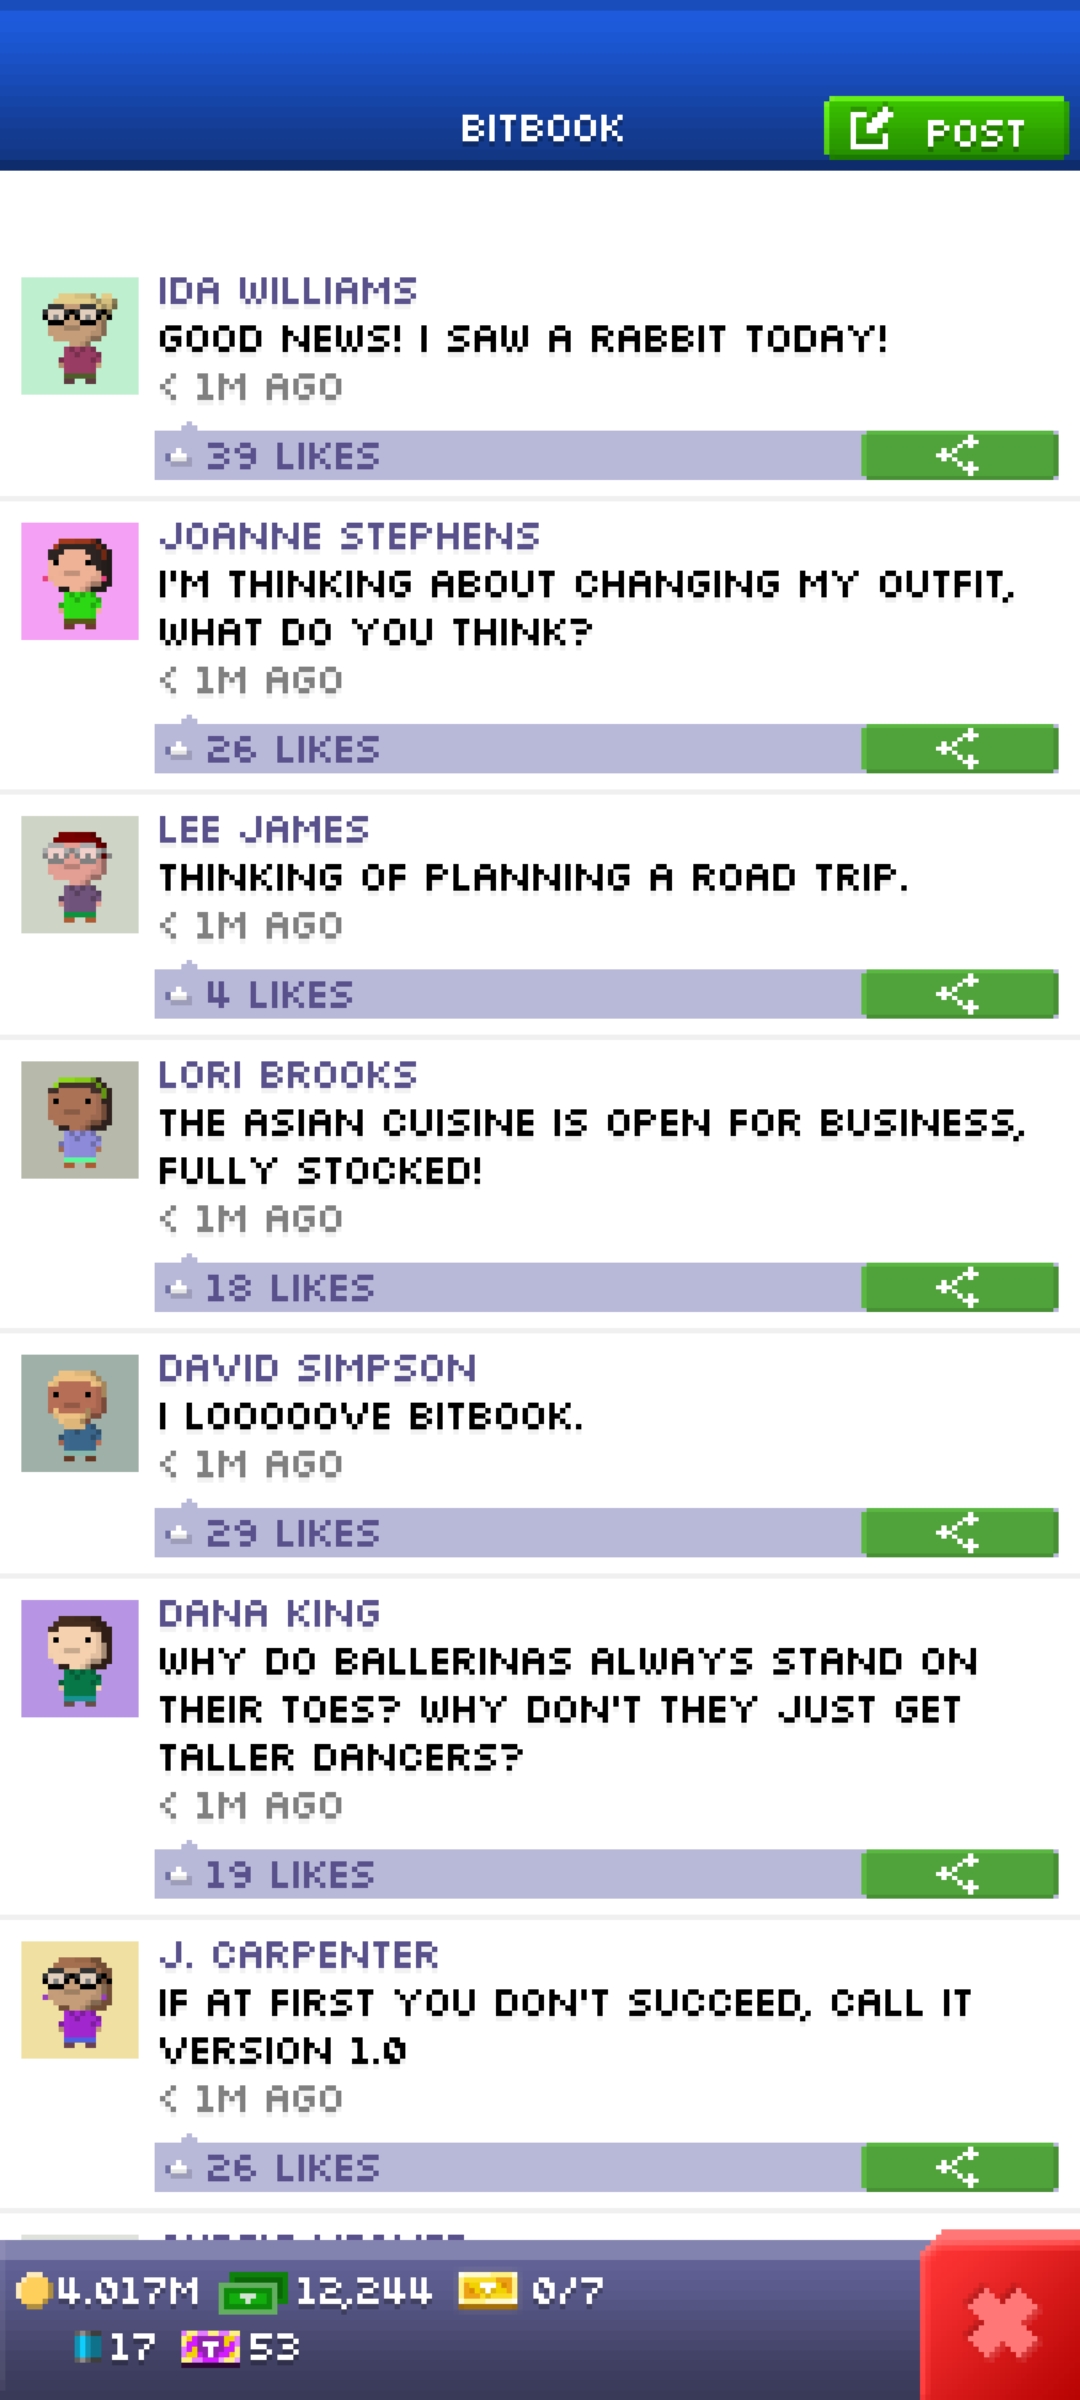 BITBOOK
POST
IDA WILLIAMS
GOOD NEWS! I SAW A RABBIT TODAY!
< 1M AGO
39 LIKES
JOANNE STEPHENS
I'M THINKING ABOUT CHANGING MY OUTFIT,
WHAT DO YOU THINK?
< 1M AGO
26 LIKES
LEE JAMES
THINKING OF PLANNING A ROAD TRIP.
< 1M AGO
4 LIKES
LORI BROOKS
THE ASIAN CUISINE IS OPEN FOR BUSINESS,
FULLY STOCKED!
< 1M AGO
18 LIKES
DAVID SIMPSON
I LOOOOOVE BITBOOK.
< 1M AGO
29 LIKES
DANA KING
WHY DO BALLERINAS ALWAYS STAND ON
THEIR TOES? WHY DON'T THEY JUST GET
TALLER DANCERS?
< 1M AGO
19 LIKES
J. CARPENTER
IF AT FIRST YOU DON'T SUCCEED, CALL IT
VERSION 1.0
< 1M AGO
26 LIKES
4.017M 12,244 0/7
17 T 53